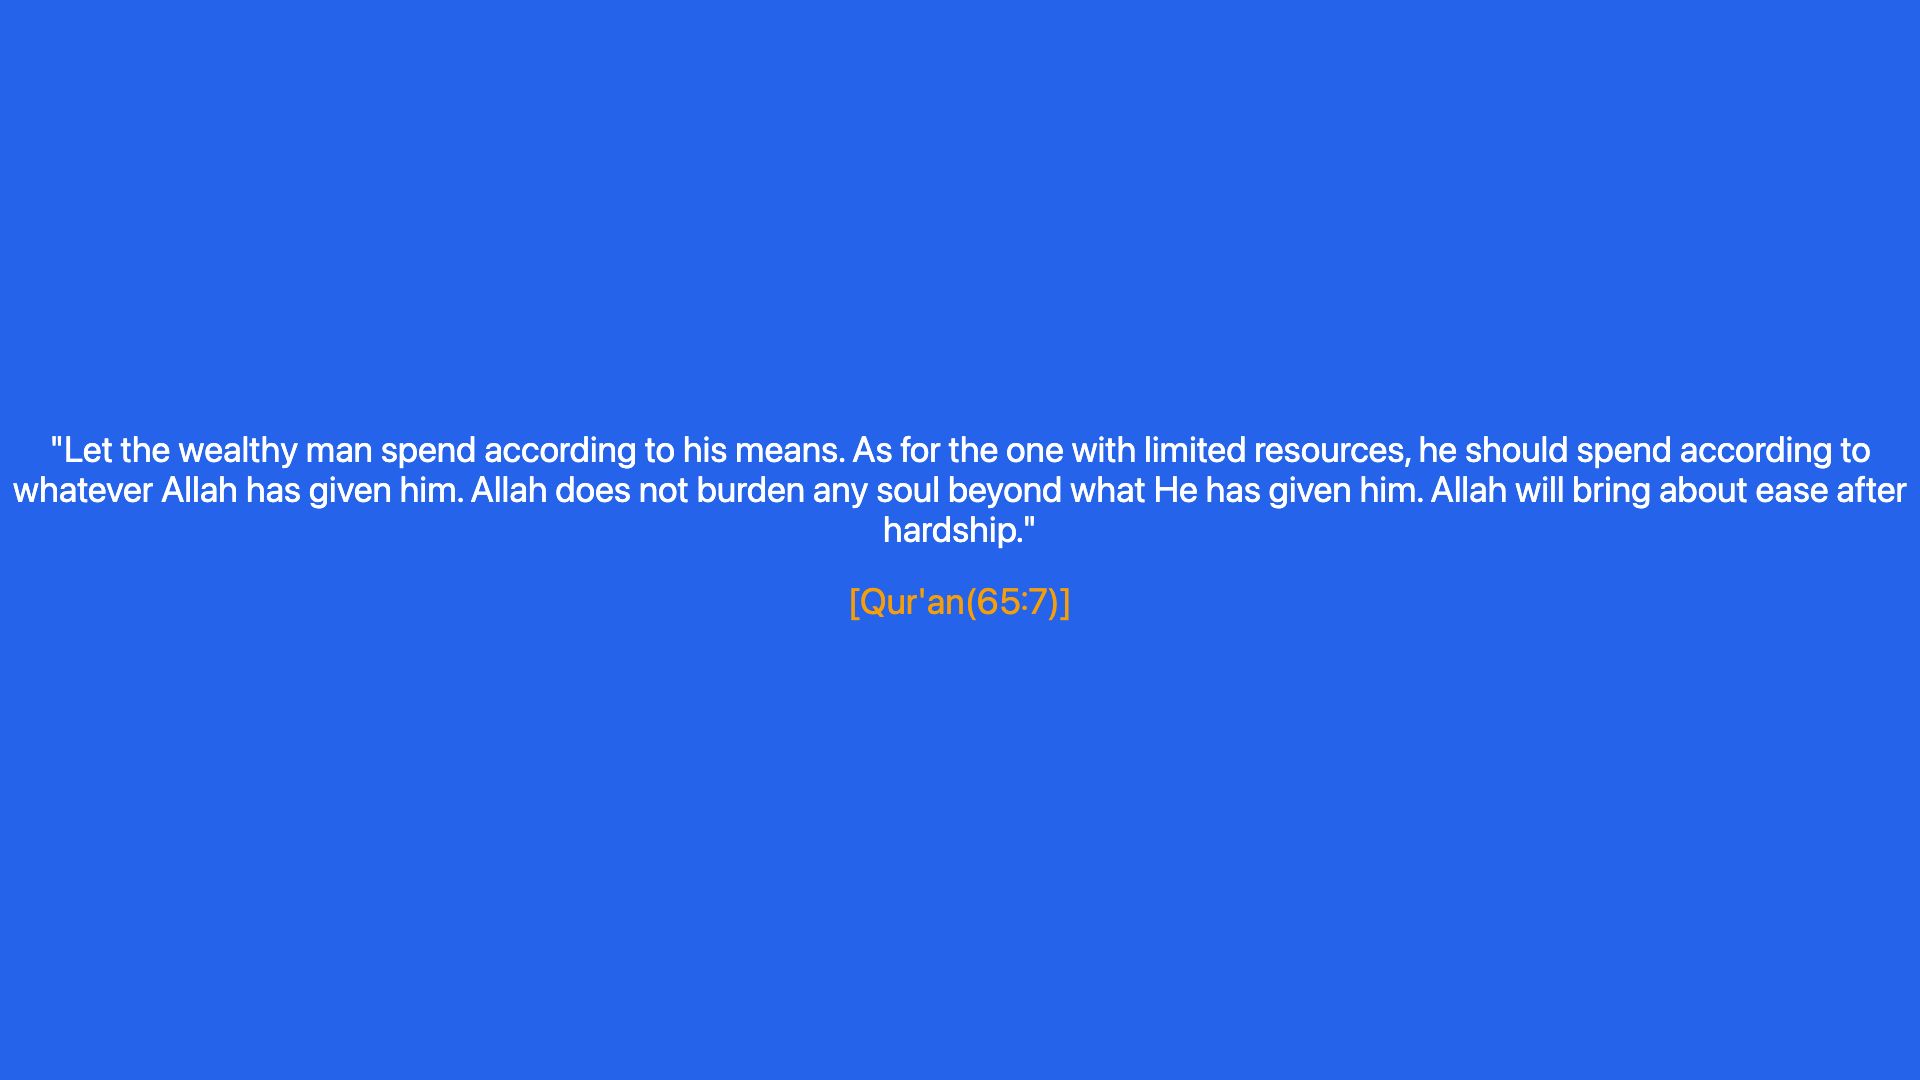 "Let the wealthy man spend according to his means. As for the one with limited resources, he should spend according to
whatever Allah has given him. Allah does not burden any soul beyond what He has given him. Allah will bring about ease after
hardship."
[Qur'an(65:7)]